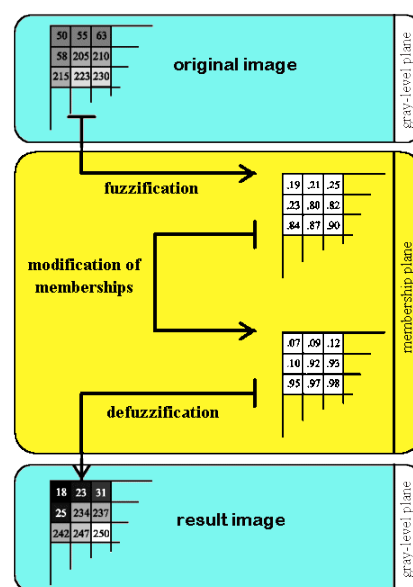 50 55 63
58 205 210
215 223 230
original image
gray-level plane
fuzzification
.19 .21 .25
.23 .80 .82
.84 .87 .90
modification of
memberships
membership plane
.07 .09 .12
.10 .92 .93
.95 .97 .98
defuzzification
18 23 31
25 234 237
242 247 250
result image
gray-level plane